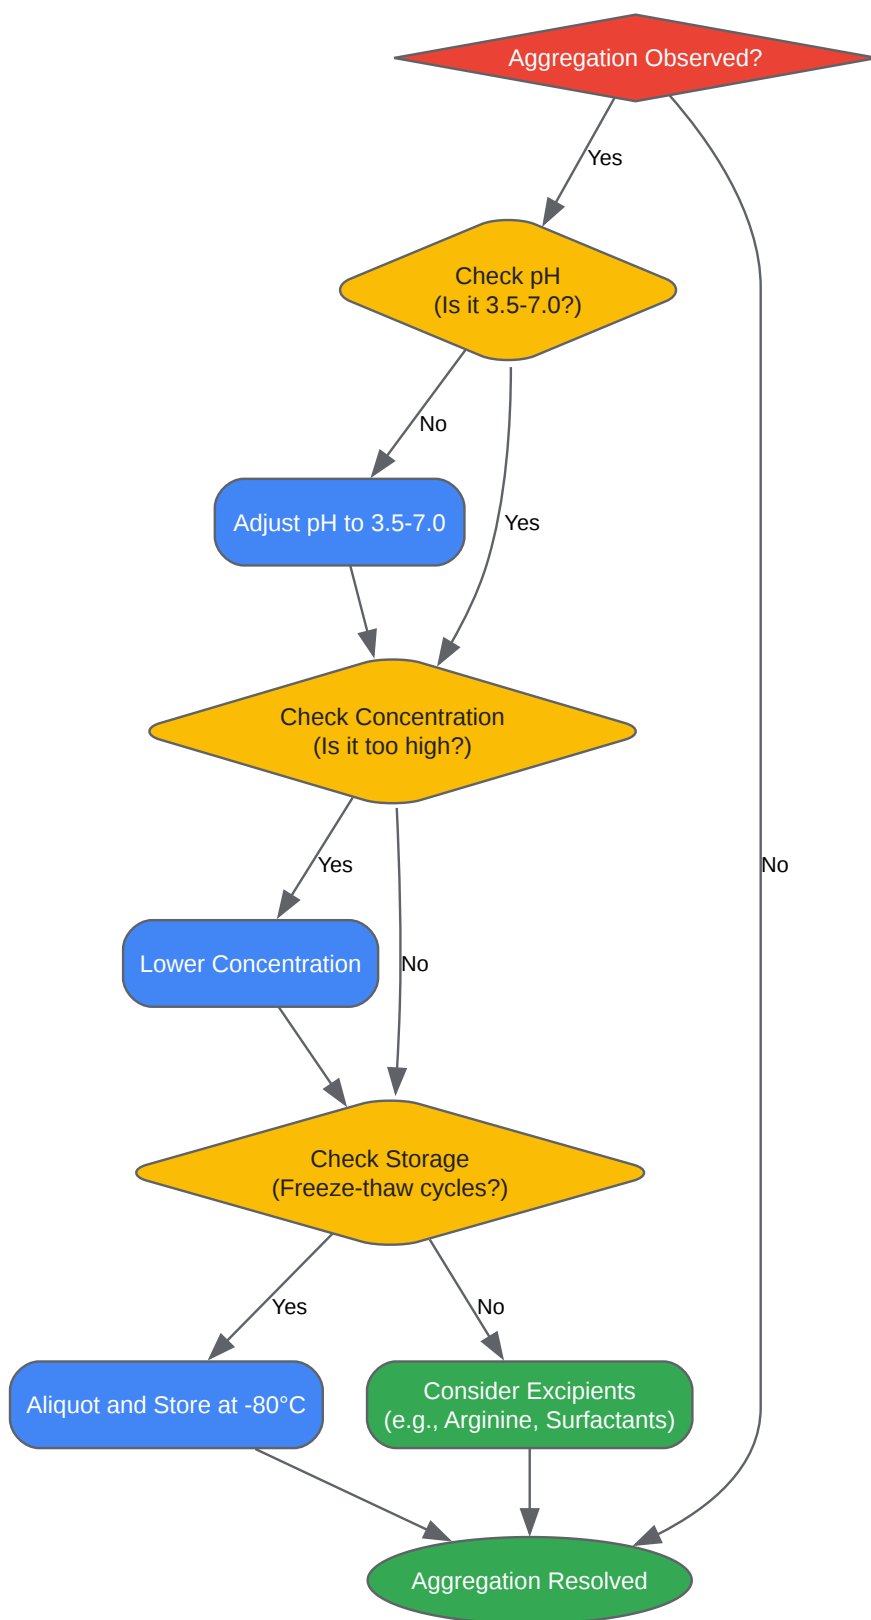 Aggregation Observed?
Yes
Check pH
(Is it 3.5-7.0?)
No
Adjust pH to 3.5-7.0
Yes
Check Concentration
(Is it too high?)
Yes
No
Lower Concentration
No
Check Storage
(Freeze-thaw cycles?)
Yes
No
Aliquot and Store at -80°C
Consider Excipients
(e.g., Arginine, Surfactants)
Aggregation Resolved